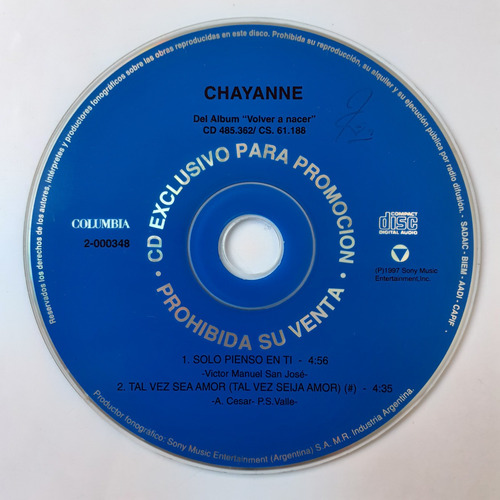 Reservados los derechos de los autores, intérpretes y productores fonográficos sobre las obras reproducidas en este disco. Prohibida su reproducción, su alquiler y su ejecución pública por radio difusión. - SADAIC - BIEM - AADI - CAPIF -
CHAYANNE
Del Album "Volver a nacer"
CD 485.362/ CS. 61.186
CD EXCLUSIVO PARA PROMOCION
• PROHIBIDA SU VENTA •
COLUMBIA
2-000348
COMPACT
disc
DIGITAL AUDIO
(P)1997 Sony Music
Entertainment,Inc.
1. SOLO PIENSO EN TI - 4:56
-Victor Manuel San José-
2. TAL VEZ SEA AMOR (TAL VEZ SEIJA AMOR) (#) - 4:35
-A. Cesar- P.S.Valle-
Productor fonográfico: Sony Music Entertainment (Argentina) S.A. M.R. Industria Argentina.